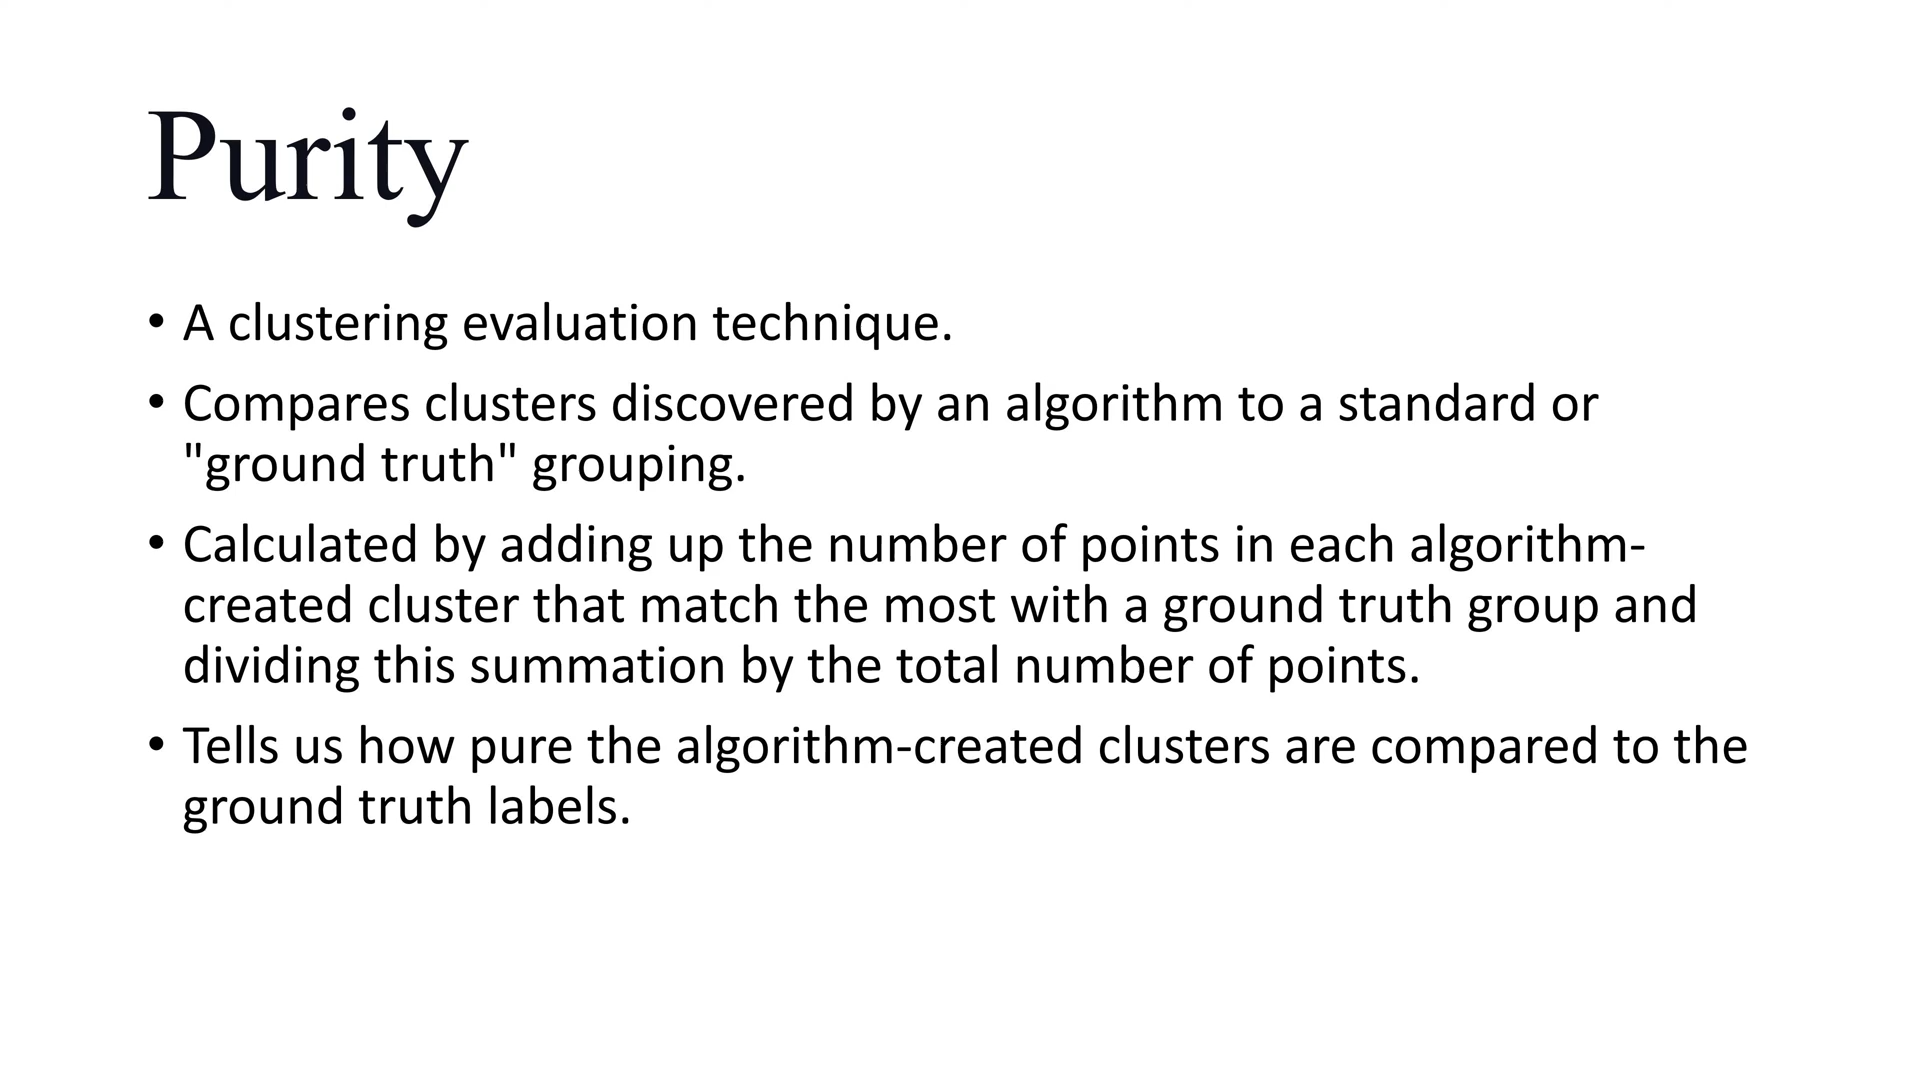 Purity
• A clustering evaluation technique.
• Compares clusters discovered by an algorithm to a standard or
"ground truth" grouping.
• Calculated by adding up the number of points in each algorithm-
created cluster that match the most with a ground truth group and
dividing this summation by the total number of points.
• Tells us how pure the algorithm-created clusters are compared to the
ground truth labels.